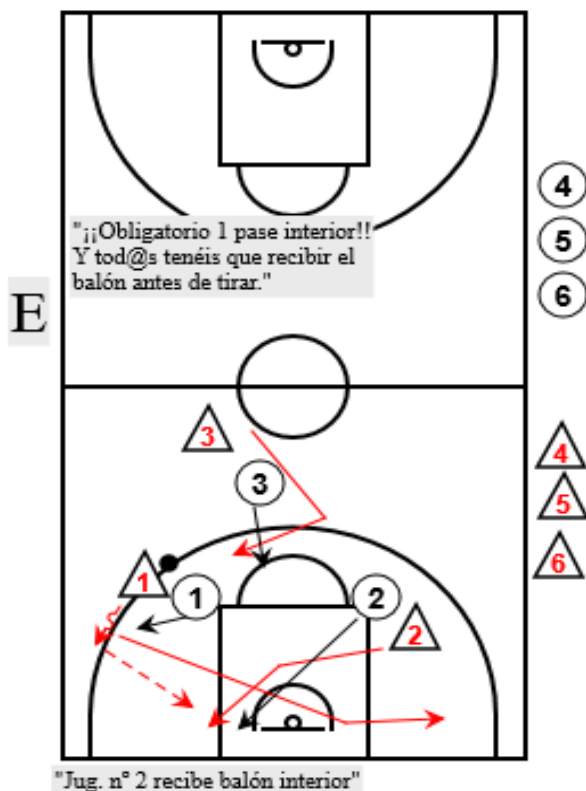 4
"¡¡Obligatorio 1 pase interior!!
5
Y tod@s tenéis que recibir el
balón antes de tirar."
6
E
3
4
3
5
6
1
1
2
2
"Jug. nº 2 recibe balón interior"